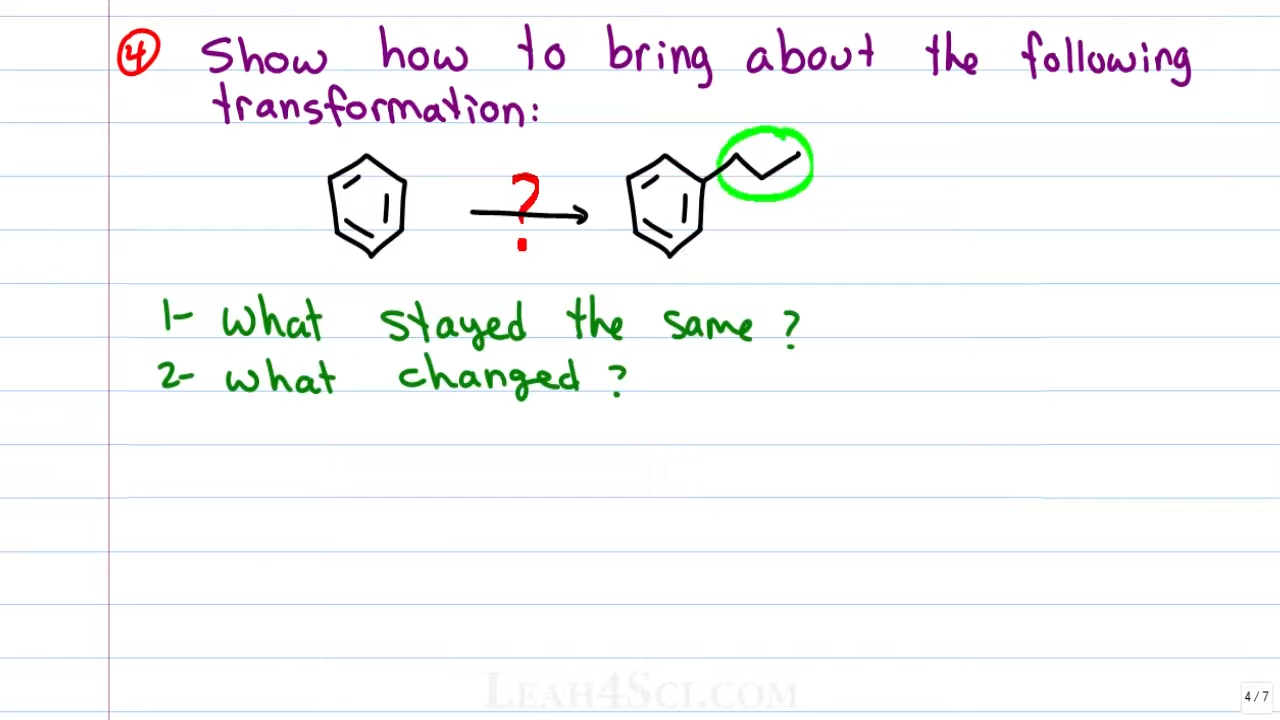 4 Show how to bring about the following
transformation:
?
1- What stayed the same ?
2- What changed ?
LEAH4SCI.COM
4 / 7